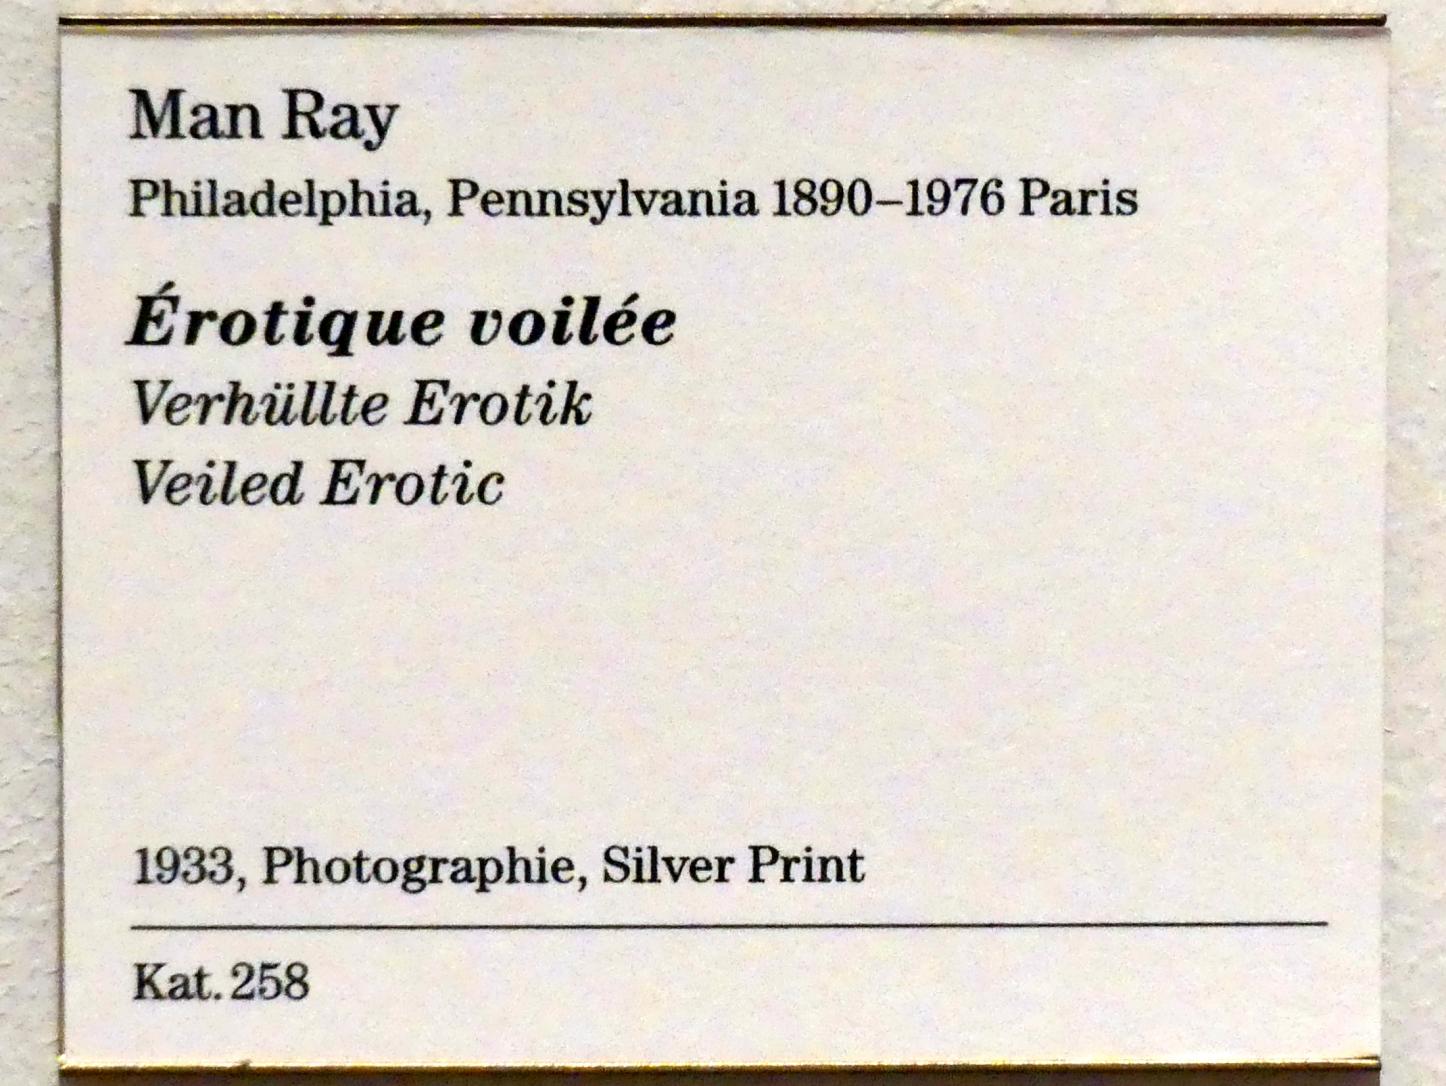 Man Ray
Philadelphia, Pennsylvania 1890–1976 Paris
Érotique voilée
Verhüllte Erotik
Veiled Erotic
1933, Photographie, Silver Print
Kat. 258